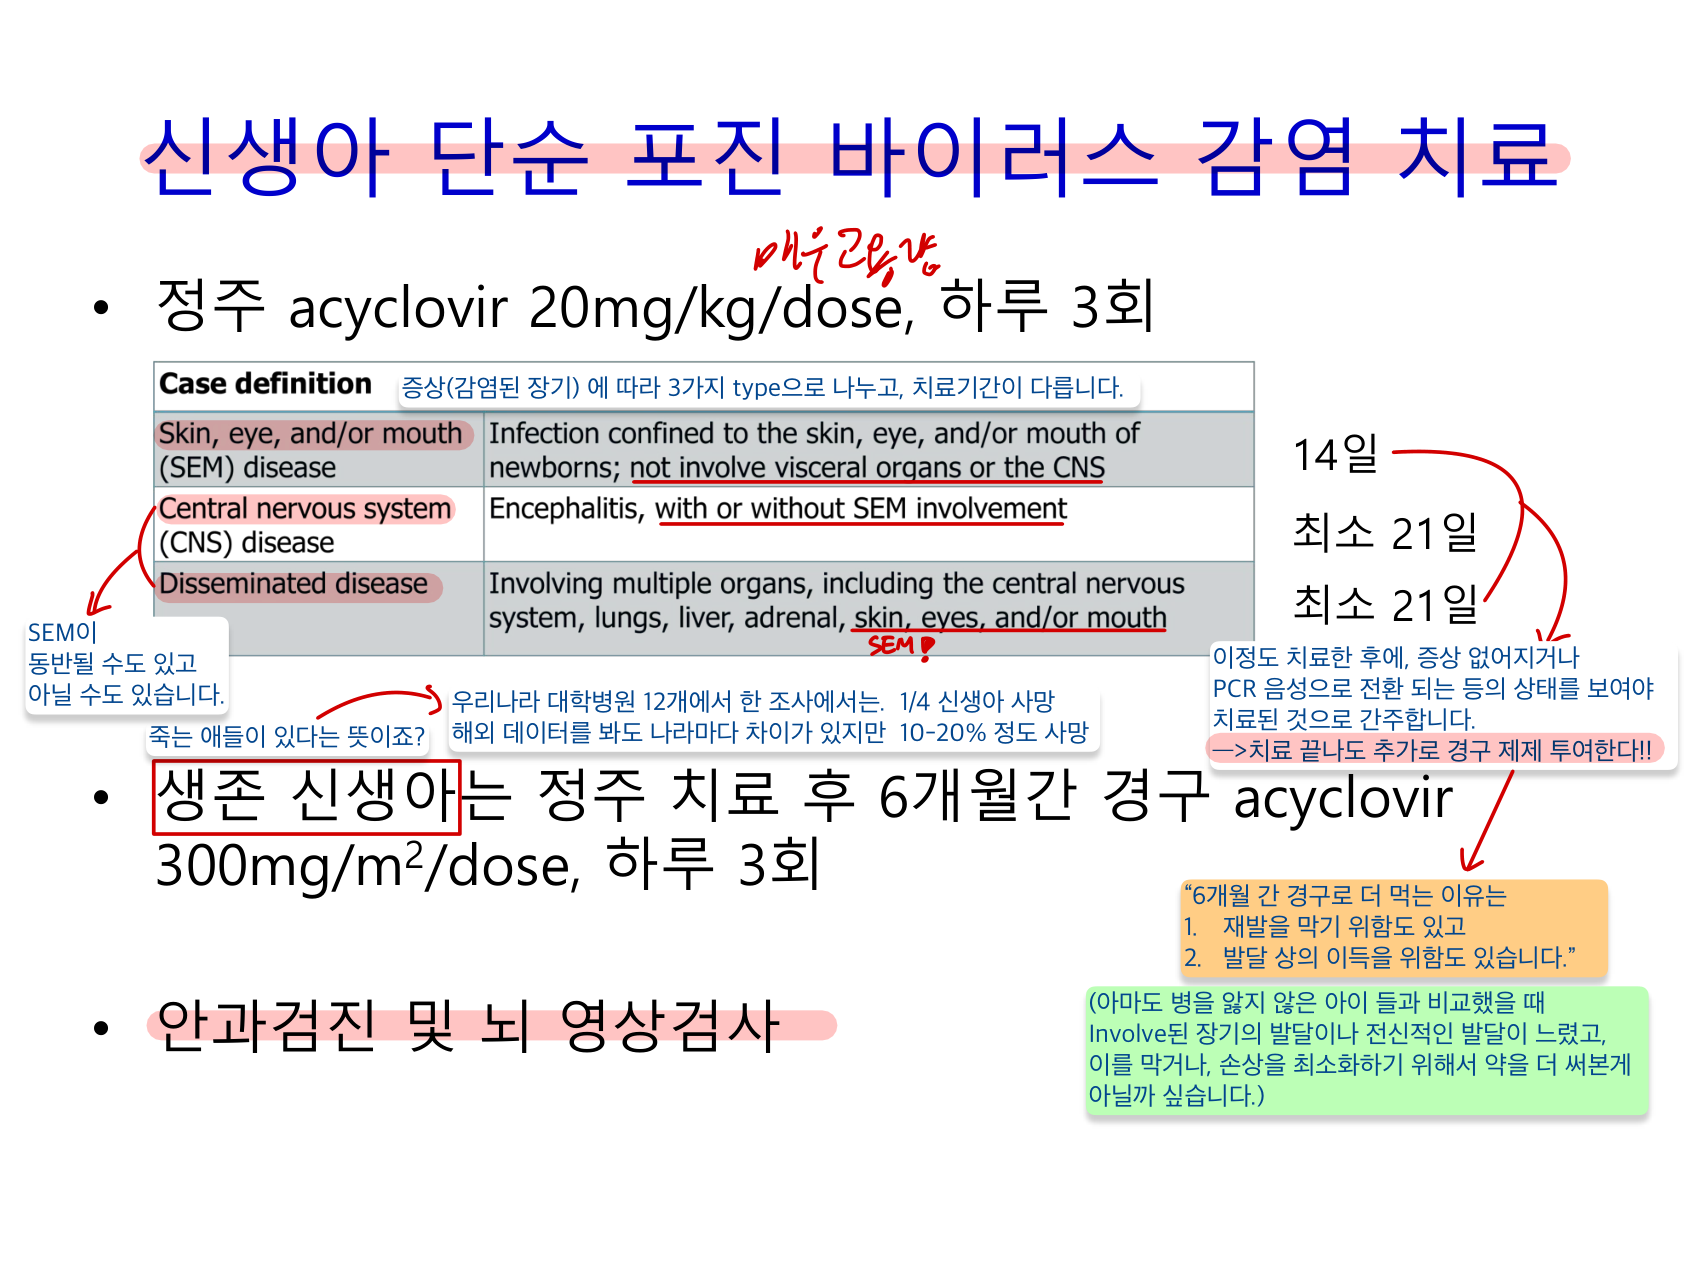 신생아 단순 포진 바이러스 감염 치료
매우 고용량
• 정주 acyclovir 20mg/kg/dose, 하루 3회
Case definition
증상(감염된 장기) 에 따라 3가지 type으로 나누고, 치료기간이 다릅니다.
Skin, eye, and/or mouth
(SEM) disease
Infection confined to the skin, eye, and/or mouth of
newborns; not involve visceral organs or the CNS
14일
Central nervous system
(CNS) disease
Encephalitis, with or without SEM involvement
최소 21일
Disseminated disease
Involving multiple organs, including the central nervous
system, lungs, liver, adrenal, skin, eyes, and/or mouth
최소 21일
SEM!
SEM이
동반될 수도 있고
아닐 수도 있습니다.
이정도 치료한 후에, 증상 없어지거나
PCR 음성으로 전환 되는 등의 상태를 보여야
치료된 것으로 간주합니다.
—>치료 끝나도 추가로 경구 제제 투여한다!!
죽는 애들이 있다는 뜻이죠?
우리나라 대학병원 12개에서 한 조사에서는. 1/4 신생아 사망
해외 데이터를 봐도 나라마다 차이가 있지만 10-20% 정도 사망
• 생존 신생아는 정주 치료 후 6개월간 경구 acyclovir
300mg/m²/dose, 하루 3회
“6개월 간 경구로 더 먹는 이유는
1. 재발을 막기 위함도 있고
2. 발달 상의 이득을 위함도 있습니다.”
(아마도 병을 앓지 않은 아이 들과 비교했을 때
Involve된 장기의 발달이나 전신적인 발달이 느렸고,
이를 막거나, 손상을 최소화하기 위해서 약을 더 써본게
아닐까 싶습니다.)
• 안과검진 및 뇌 영상검사